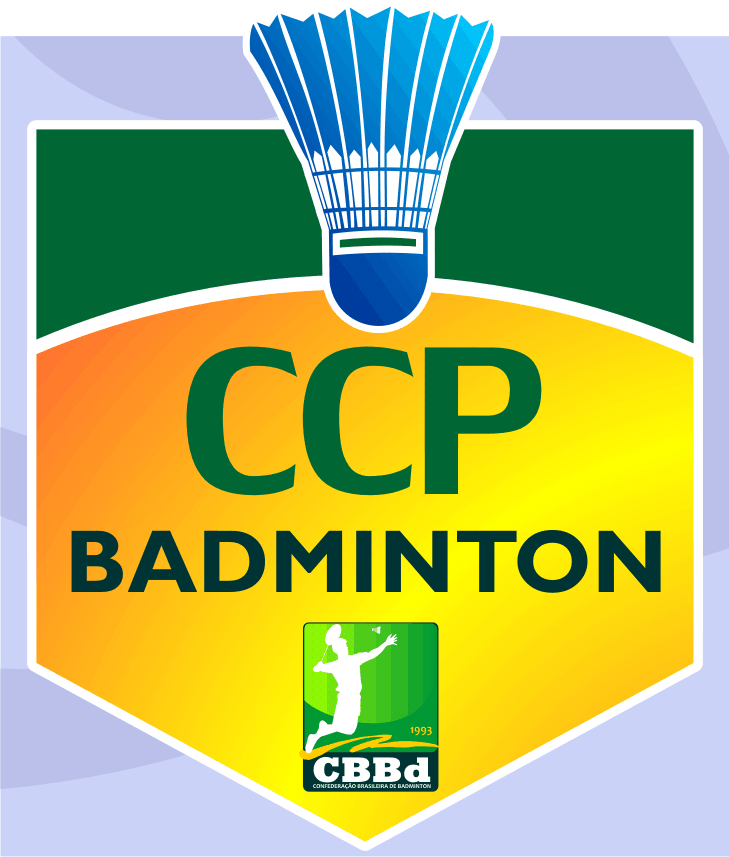 CCP
BADMINTON
1993
CBBd
CONFEDERAÇÃO BRASILEIRA DE BADMINTON